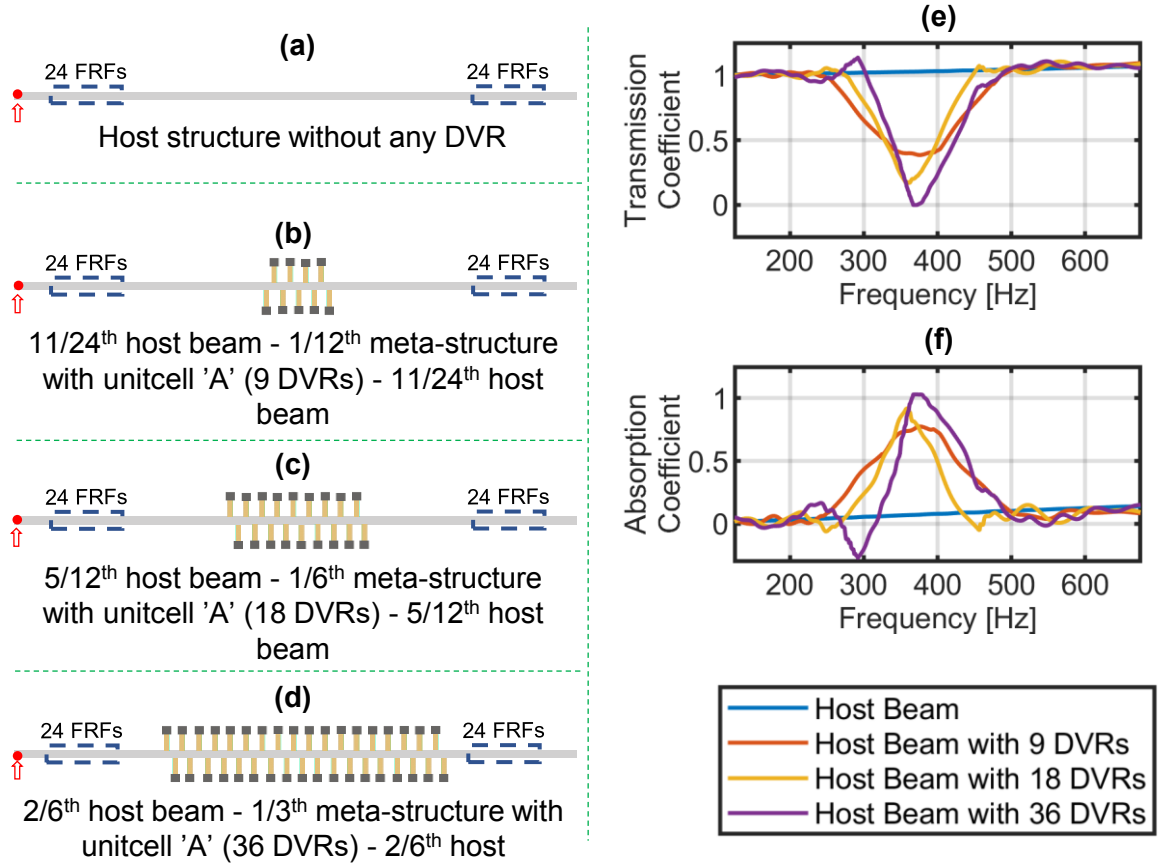 (a)
24 FRFs 24 FRFs
Host structure without any DVR
(b)
24 FRFs 24 FRFs
11/24th host beam - 1/12th meta-structure
with unitcell 'A' (9 DVRs) - 11/24th host
beam
(c)
24 FRFs 24 FRFs
5/12th host beam - 1/6th meta-structure
with unitcell 'A' (18 DVRs) - 5/12th host
beam
(d)
24 FRFs 24 FRFs
2/6th host beam - 1/3th meta-structure with
unitcell 'A' (36 DVRs) - 2/6th host
(e)
Transmission
Coefficient
1
0.5
0
200 300 400 500 600
Frequency [Hz]
(f)
Absorption
Coefficient
1
0.5
0
200 300 400 500 600
Frequency [Hz]
Host Beam
Host Beam with 9 DVRs
Host Beam with 18 DVRs
Host Beam with 36 DVRs